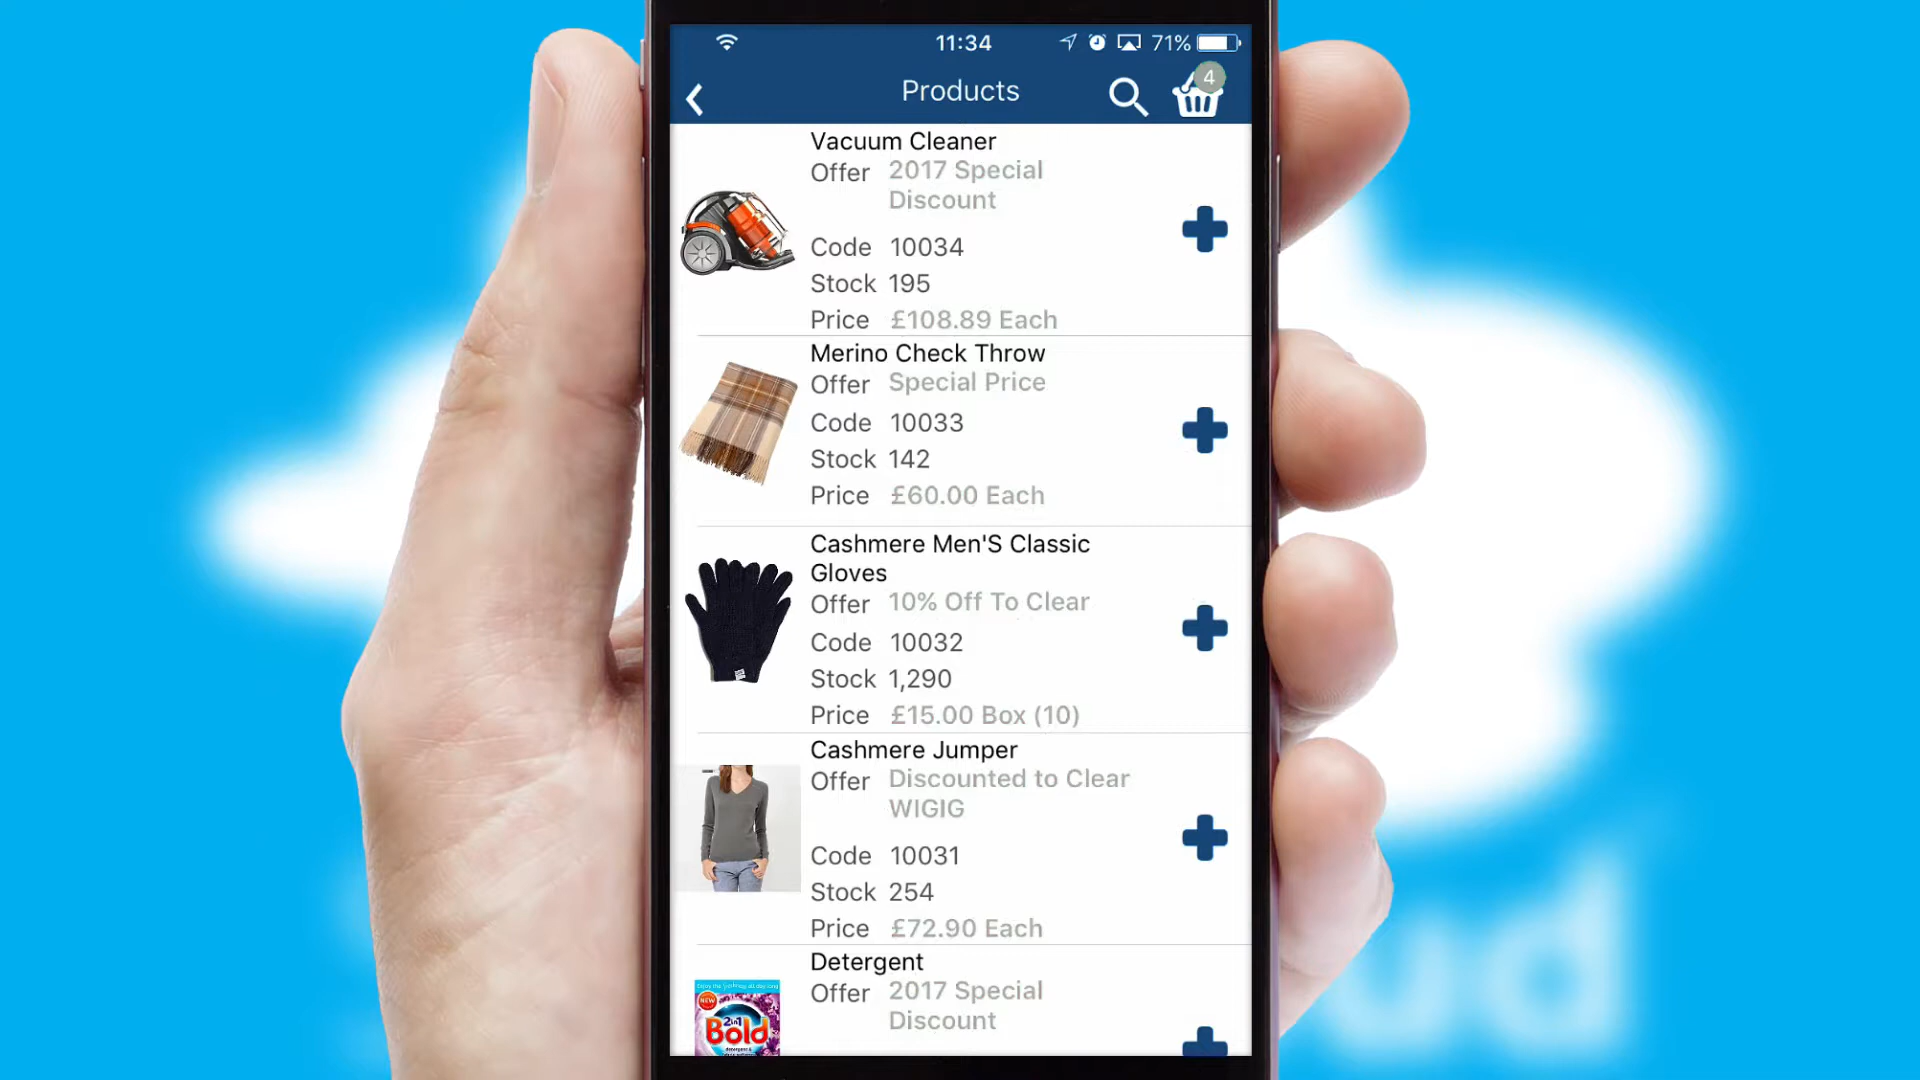 11:34
71%
Products
4
Vacuum Cleaner
Offer 2017 Special
Discount
Code 10034
Stock 195
Price £108.89 Each
Merino Check Throw
Offer Special Price
Code 10033
Stock 142
Price £60.00 Each
Cashmere Men'S Classic
Gloves
Offer 10% Off To Clear
Code 10032
Stock 1,290
Price £15.00 Box (10)
Cashmere Jumper
Offer Discounted to Clear
WIGIG
Code 10031
Stock 254
Price £72.90 Each
Detergent
Offer 2017 Special
Discount
NEW
2in1
Bold
ud